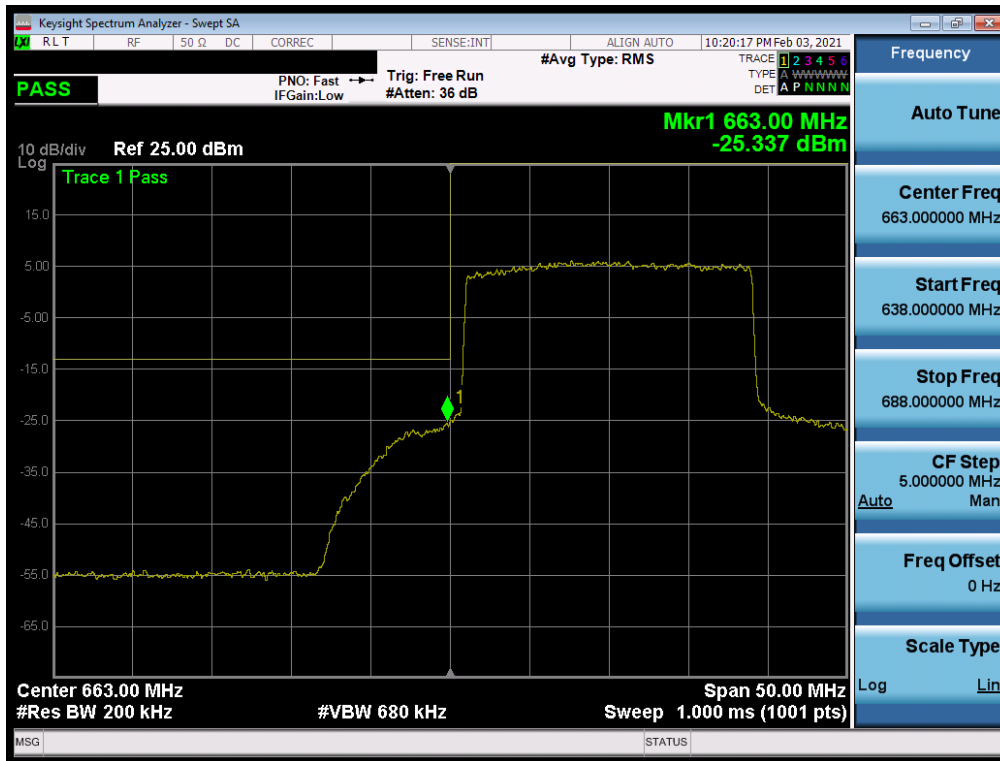 Keysight Spectrum Analyzer - Swept SA
LXI RLT RF 50 Ω DC CORREC SENSE:INT ALIGN AUTO 10:20:17 PM Feb 03, 2021
#Avg Type: RMS TRACE 1 2 3 4 5 6
PASS PNO: Fast Trig: Free Run TYPE A WWWWW
IFGain:Low #Atten: 36 dB DET A P N N N N
Mkr1 663.00 MHz
10 dB/div Ref 25.00 dBm -25.337 dBm
Log
Trace 1 Pass
15.0
5.00
-5.00
-15.0
1
-25.0
-35.0
-45.0
-55.0
-65.0
Center 663.00 MHz Span 50.00 MHz
#Res BW 200 kHz #VBW 680 kHz Sweep 1.000 ms (1001 pts)
MSG STATUS
Frequency
Auto Tune
Center Freq
663.000000 MHz
Start Freq
638.000000 MHz
Stop Freq
688.000000 MHz
CF Step
5.000000 MHz
Auto Man
Freq Offset
0 Hz
Scale Type
Log Lin